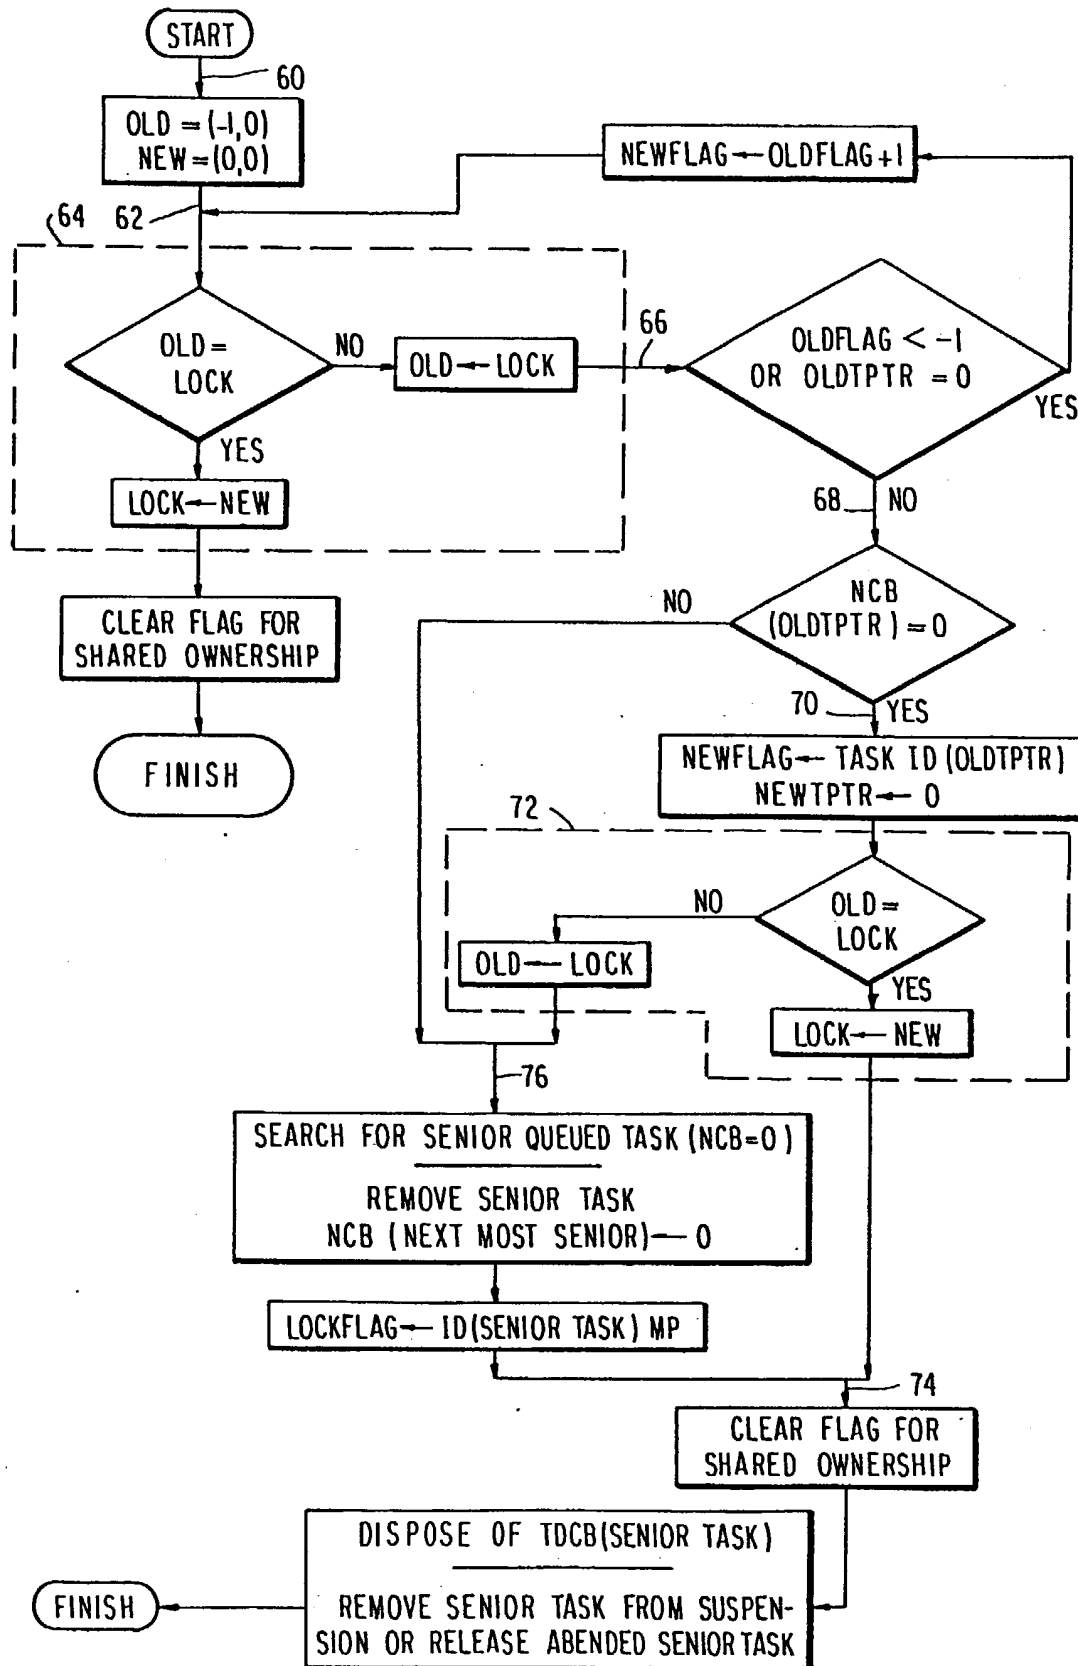 START
60
OLD = (-1,0)
NEW = (0,0)
NEWFLAG ← OLDFLAG + 1
62
64
OLD =
LOCK
NO
OLD ← LOCK
66
OLDFLAG < -1
OR OLDTPTR = 0
YES
YES
LOCK ← NEW
68
NO
CLEAR FLAG FOR
SHARED OWNERSHIP
NCB
(OLDTPTR) = 0
NO
FINISH
70
YES
NEWFLAG ← TASK ID (OLDTPTR)
NEWTPTR ← 0
72
OLD =
LOCK
NO
OLD ← LOCK
YES
LOCK ← NEW
76
SEARCH FOR SENIOR QUEUED TASK (NCB=0)
REMOVE SENIOR TASK
NCB (NEXT MOST SENIOR) — 0
LOCKFLAG ← ID (SENIOR TASK) MP
74
CLEAR FLAG FOR
SHARED OWNERSHIP
DISPOSE OF TDCB (SENIOR TASK)
REMOVE SENIOR TASK FROM SUSPEN-
SION OR RELEASE ABENDED SENIOR TASK
FINISH